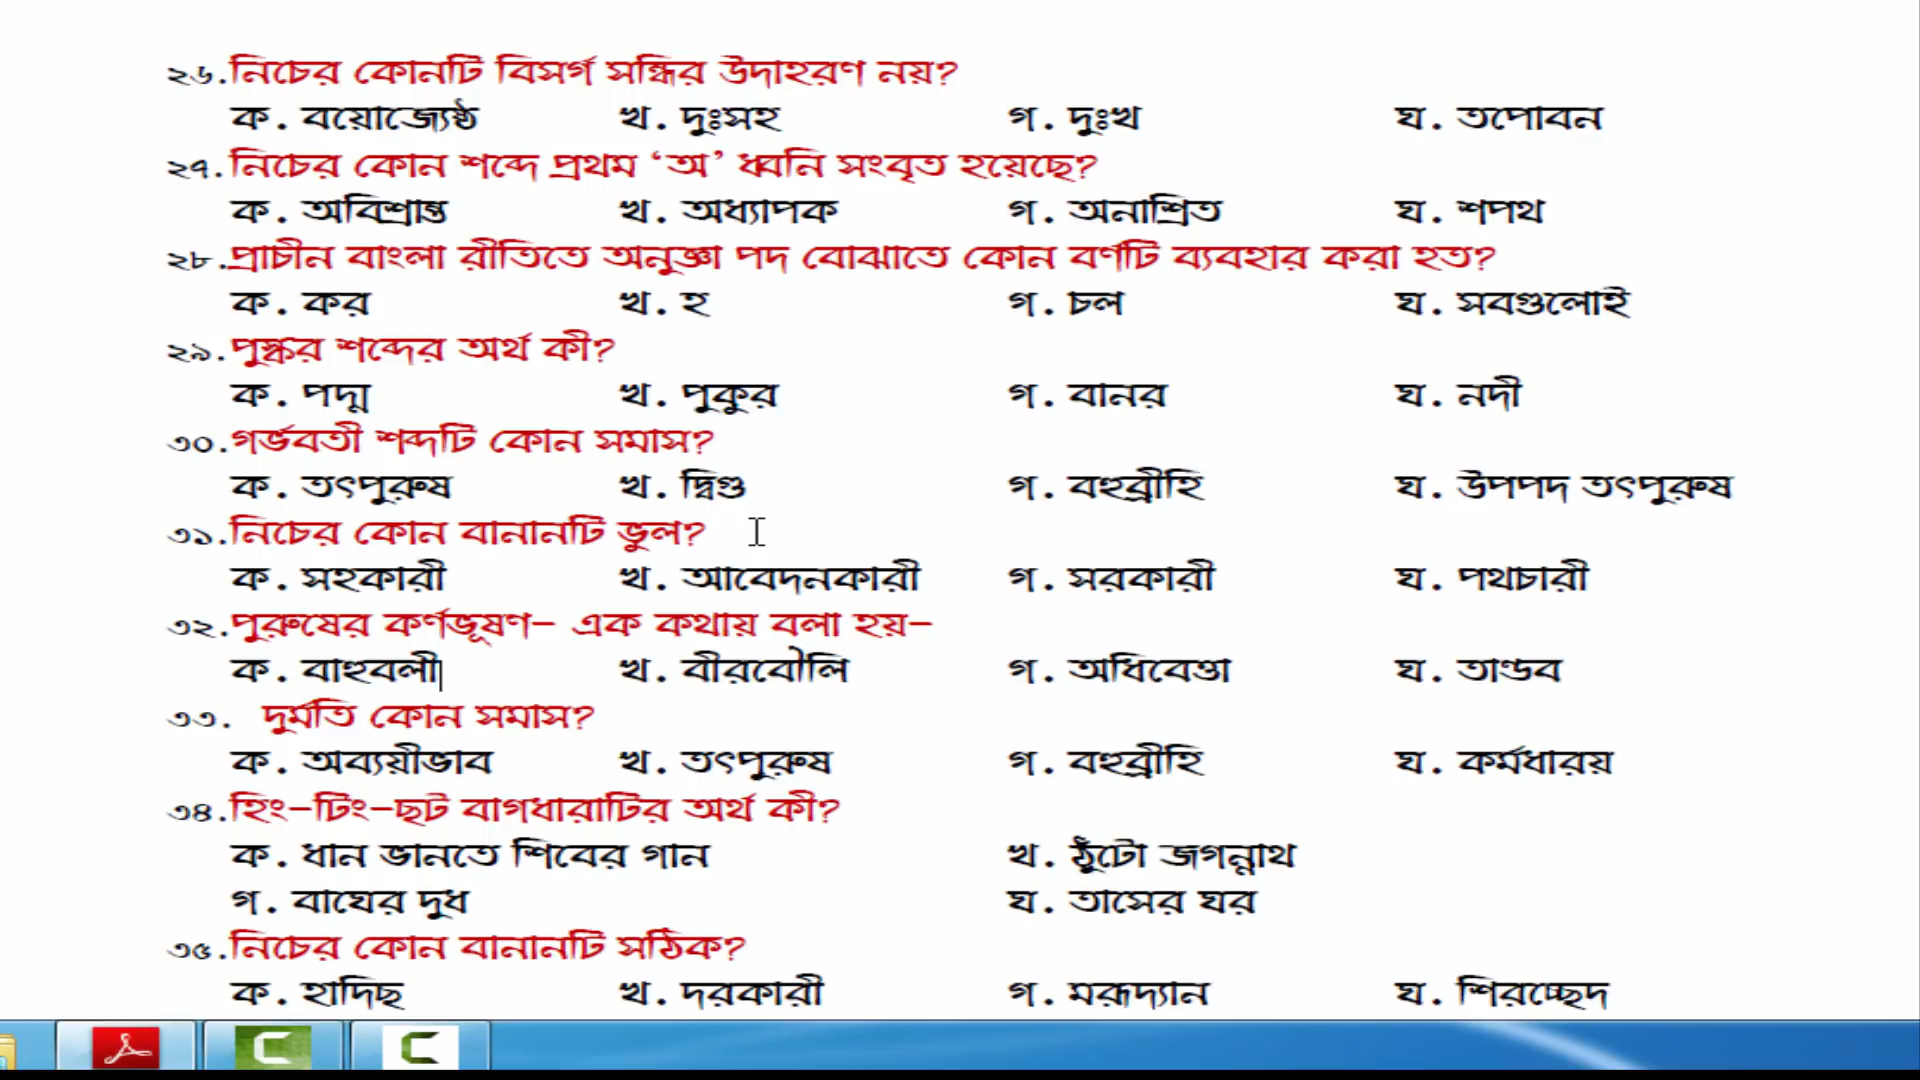 ২৬.নিচের কোনটি বিসর্গ সন্ধির উদাহরণ নয়?
ক. বয়োজ্যেষ্ঠ খ. দুঃসহ গ. দুঃখ ঘ. তপোবন
২৭.নিচের কোন শব্দে প্রথম ‘অ’ ধ্বনি সংবৃত হয়েছে?
ক. অবিশ্রান্ত খ. অধ্যাপক গ. অনাশ্রিত ঘ. শপথ
২৮.প্রাচীন বাংলা রীতিতে অনুজ্ঞা পদ বোঝাতে কোন বর্ণটি ব্যবহার করা হত?
ক. কর খ. হ গ. চল ঘ. সবগুলোই
২৯.পুষ্কর শব্দের অর্থ কী?
ক. পদ্ম খ. পুকুর গ. বানর ঘ. নদী
৩০.গর্ভবতী শব্দটি কোন সমাস?
ক. তৎপুরুষ খ. দ্বিগু গ. বহুব্রীহি ঘ. উপপদ তৎপুরুষ
৩১.নিচের কোন বানানটি ভুল?
ক. সহকারী খ. আবেদনকারী গ. সরকারী ঘ. পথচারী
৩২.পুরুষের কর্ণভূষণ- এক কথায় বলা হয়-
ক. বাহুবলী খ. বীরবৌলি গ. অধিবেত্তা ঘ. তাণ্ডব
৩৩. দুর্মতি কোন সমাস?
ক. অব্যয়ীভাব খ. তৎপুরুষ গ. বহুব্রীহি ঘ. কর্মধারয়
৩৪.হিং-টিং-ছট বাগধারাটির অর্থ কী?
ক. ধান ভানতে শিবের গান খ. ঠুঁটো জগন্নাথ
গ. বাঘের দুধ ঘ. তাসের ঘর
৩৫.নিচের কোন বানানটি সঠিক?
ক. হাদিছ খ. দরকারী গ. মরূদ্যান ঘ. শিরচ্ছেদ